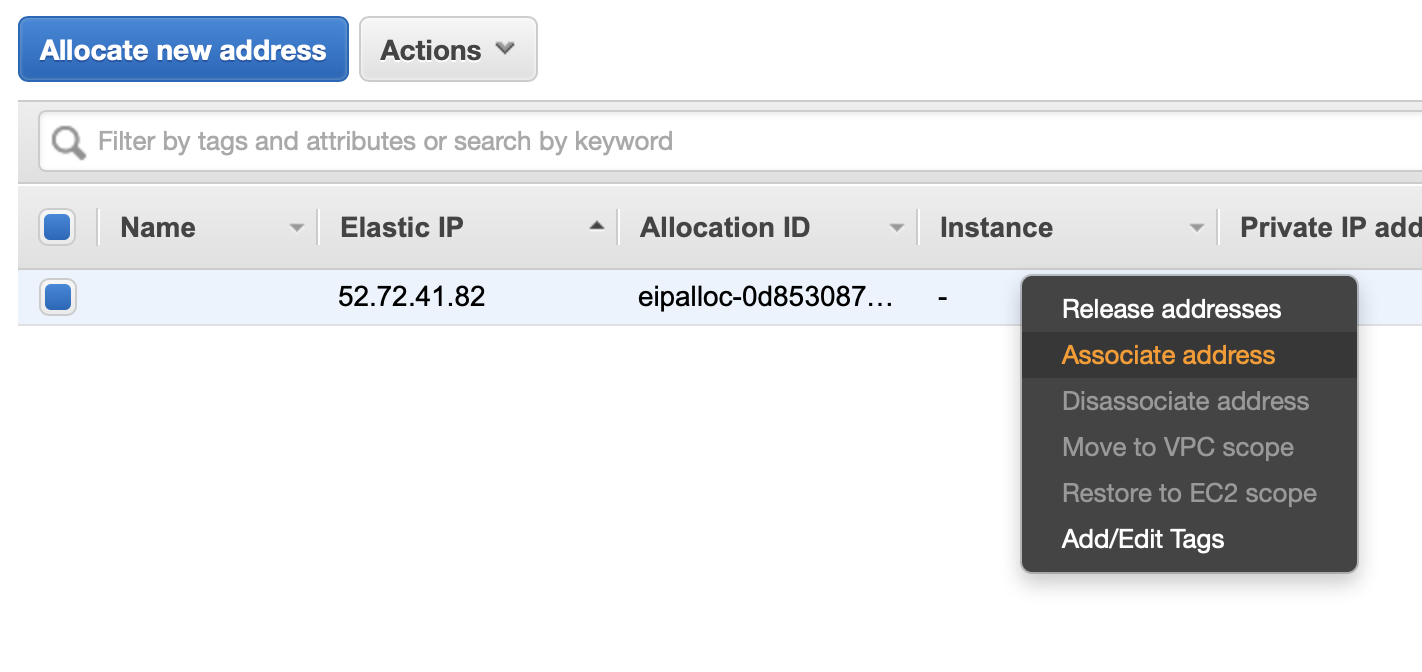 Allocate new address Actions
Filter by tags and attributes or search by keyword
Name Elastic IP Allocation ID Instance Private IP add
52.72.41.82 eipalloc-0d853087… -
Release addresses
Associate address
Disassociate address
Move to VPC scope
Restore to EC2 scope
Add/Edit Tags